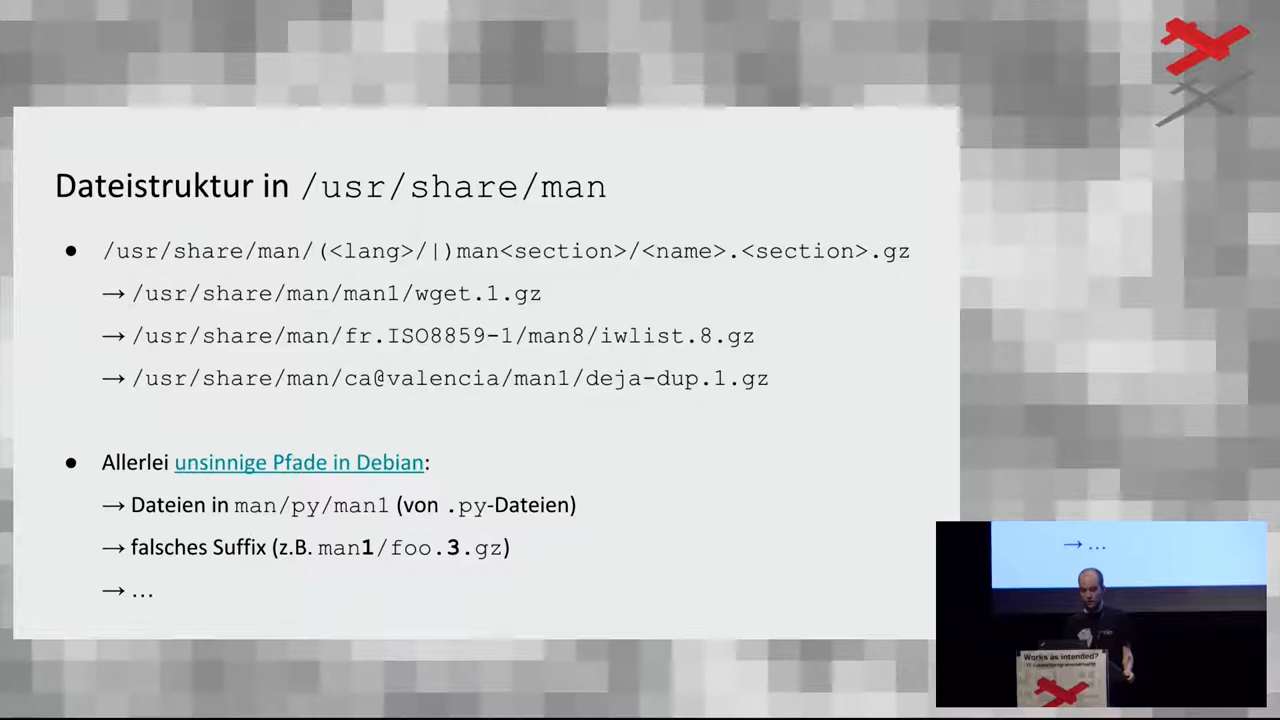 Dateistruktur in /usr/share/man
● /usr/share/man/(<lang>/|)man<section>/<name>.<section>.gz
→ /usr/share/man/man1/wget.1.gz
→ /usr/share/man/fr.ISO8859-1/man8/iwlist.8.gz
→ /usr/share/man/ca@valencia/man1/deja-dup.1.gz
● Allerlei unsinnige Pfade in Debian:
→ Dateien in man/py/man1 (von .py-Dateien)
→ falsches Suffix (z.B. man1/foo.3.gz)
→ …
→ …
Works as intended?